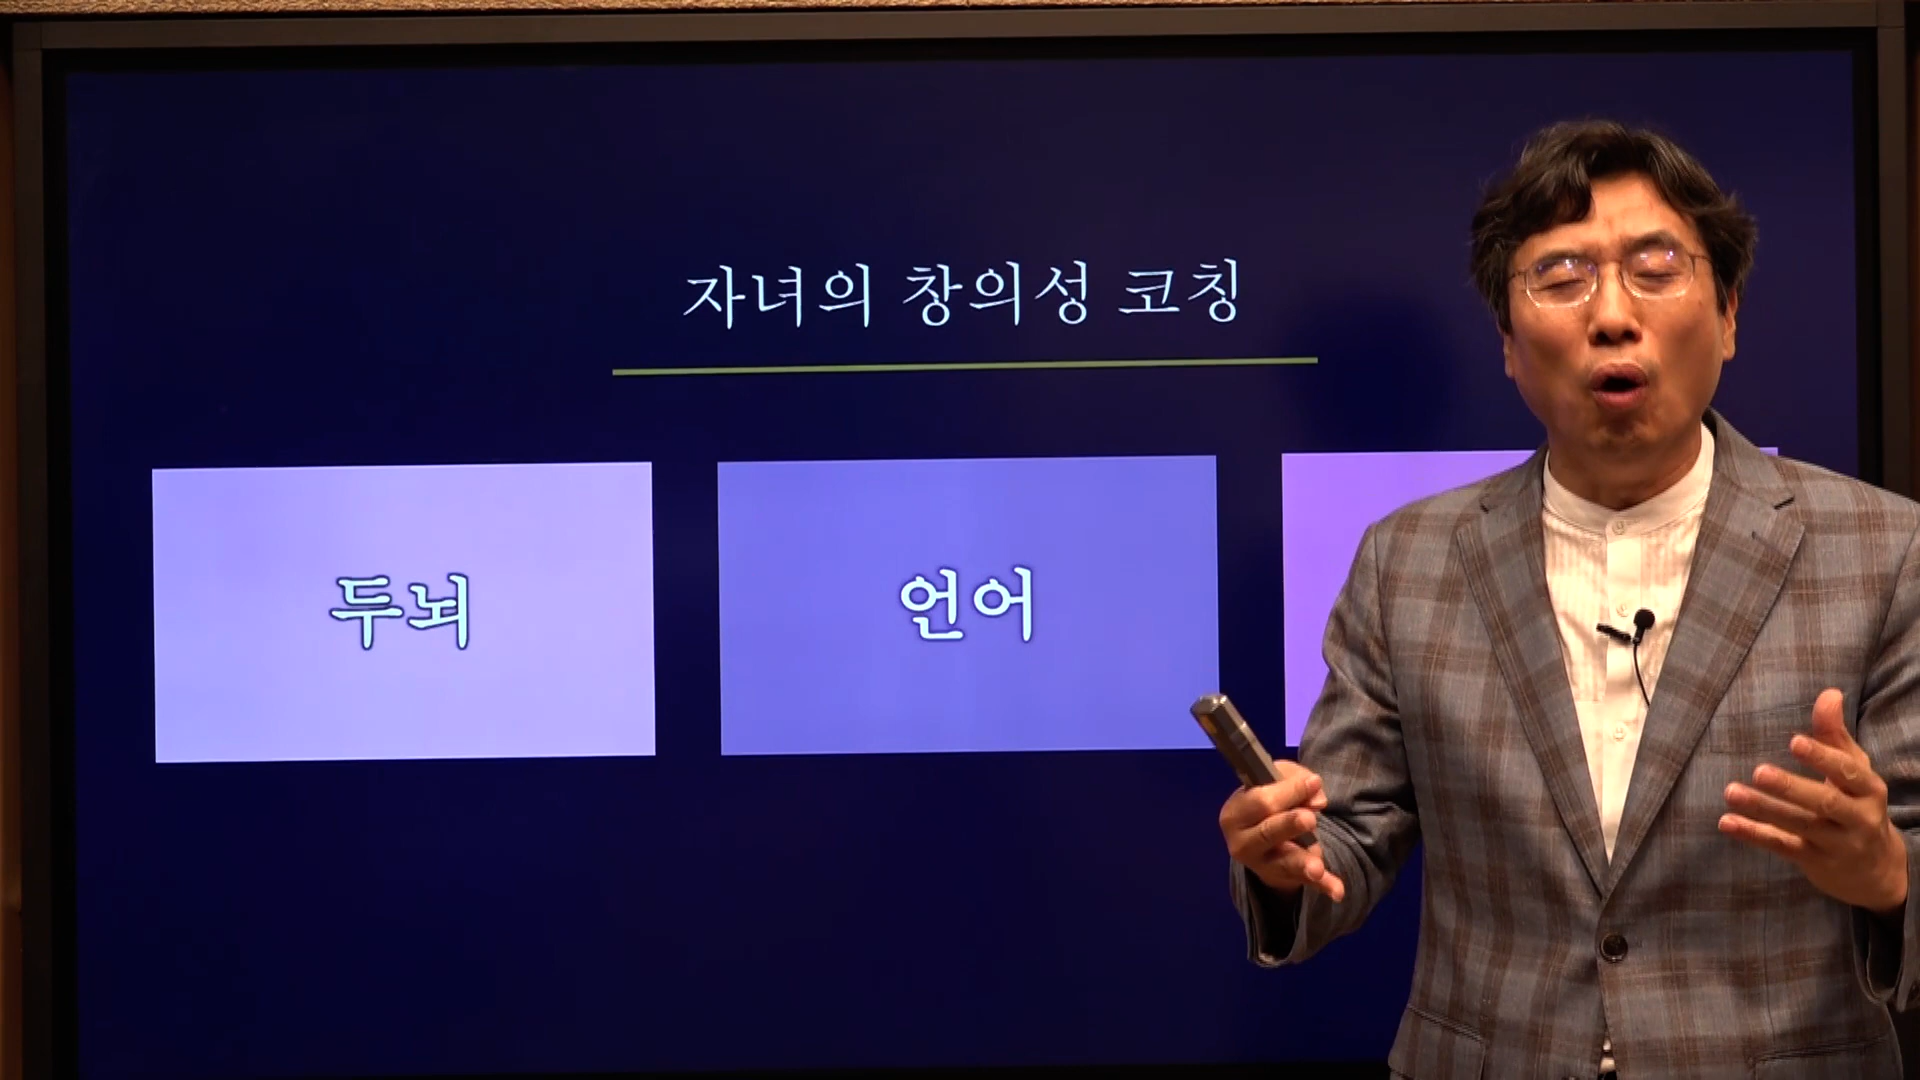 자녀의 창의성 코칭
두뇌
언어